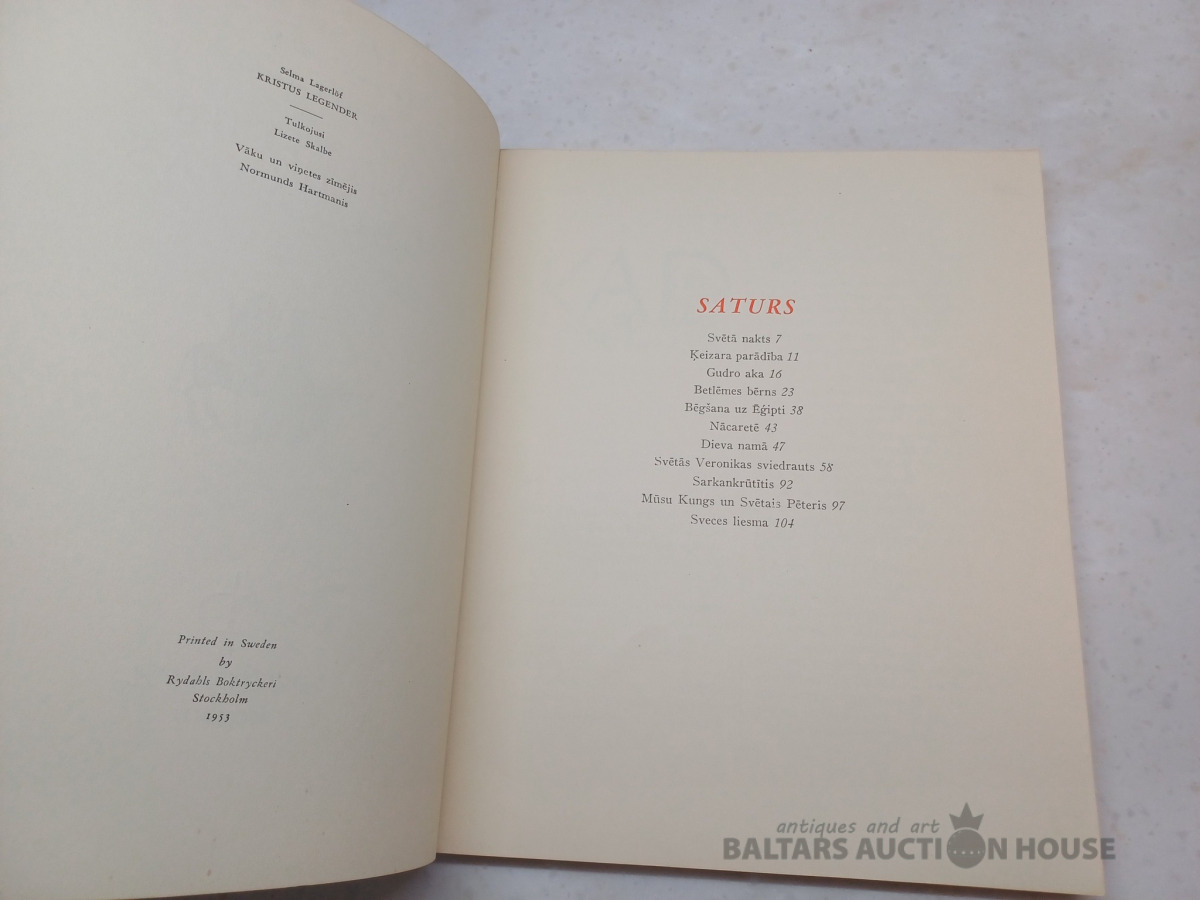 Selma Lagerlöf
KRISTUS LEGENDER
Tulkojusi
Lizete Skalbe
Vāku un viņetes zīmējis
Normunds Hartmanis
Printed in Sweden
by
Rydahls Boktryckeri
Stockholm
1953
SATURS
Svētā nakts 7
Ķeizara parādība 11
Gudro aka 16
Betlēmes bērns 23
Bēgšana uz Ēģipti 38
Nācaretē 43
Dieva namā 47
Svētās Veronikas sviedrauts 58
Sarkankrūtītis 92
Mūsu Kungs un Svētais Pēteris 97
Sveces liesma 104
antiques and art
BALTARS AUCTION HOUSE